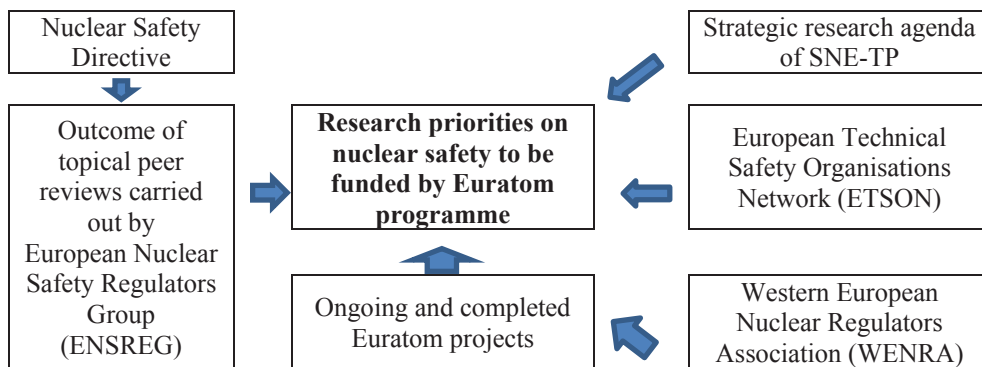 Nuclear Safety
Directive
Outcome of
topical peer
reviews carried
out by
European Nuclear
Safety Regulators
Group
(ENSREG)
Research priorities on
nuclear safety to be
funded by Euratom
programme
Ongoing and completed
Euratom projects
Strategic research agenda
of SNE-TP
European Technical
Safety Organisations
Network (ETSON)
Western European
Nuclear Regulators
Association (WENRA)